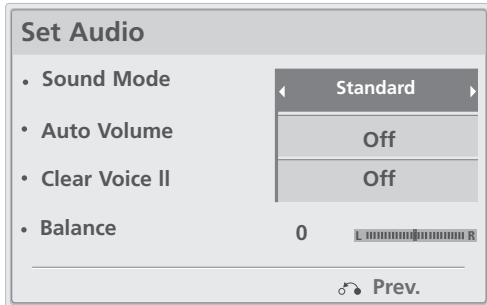 Set Audio
• Sound Mode Standard
• Auto Volume Off
• Clear Voice ll Off
• Balance 0 L R
Prev.